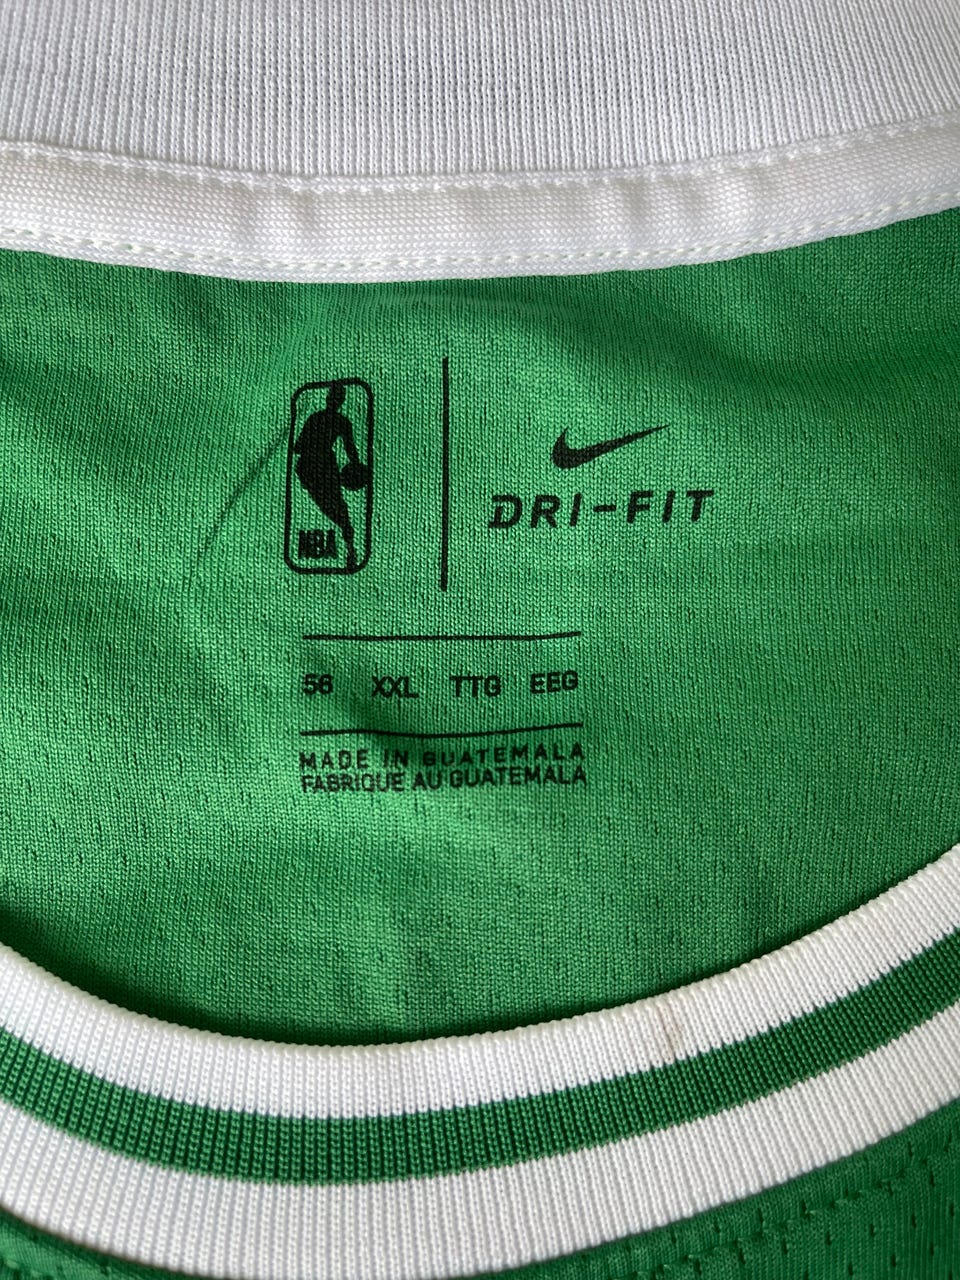 NBA
DRI-FIT
56 XXL TTG EEG
MADE IN GUATEMALA
FABRIQUE AU GUATEMALA